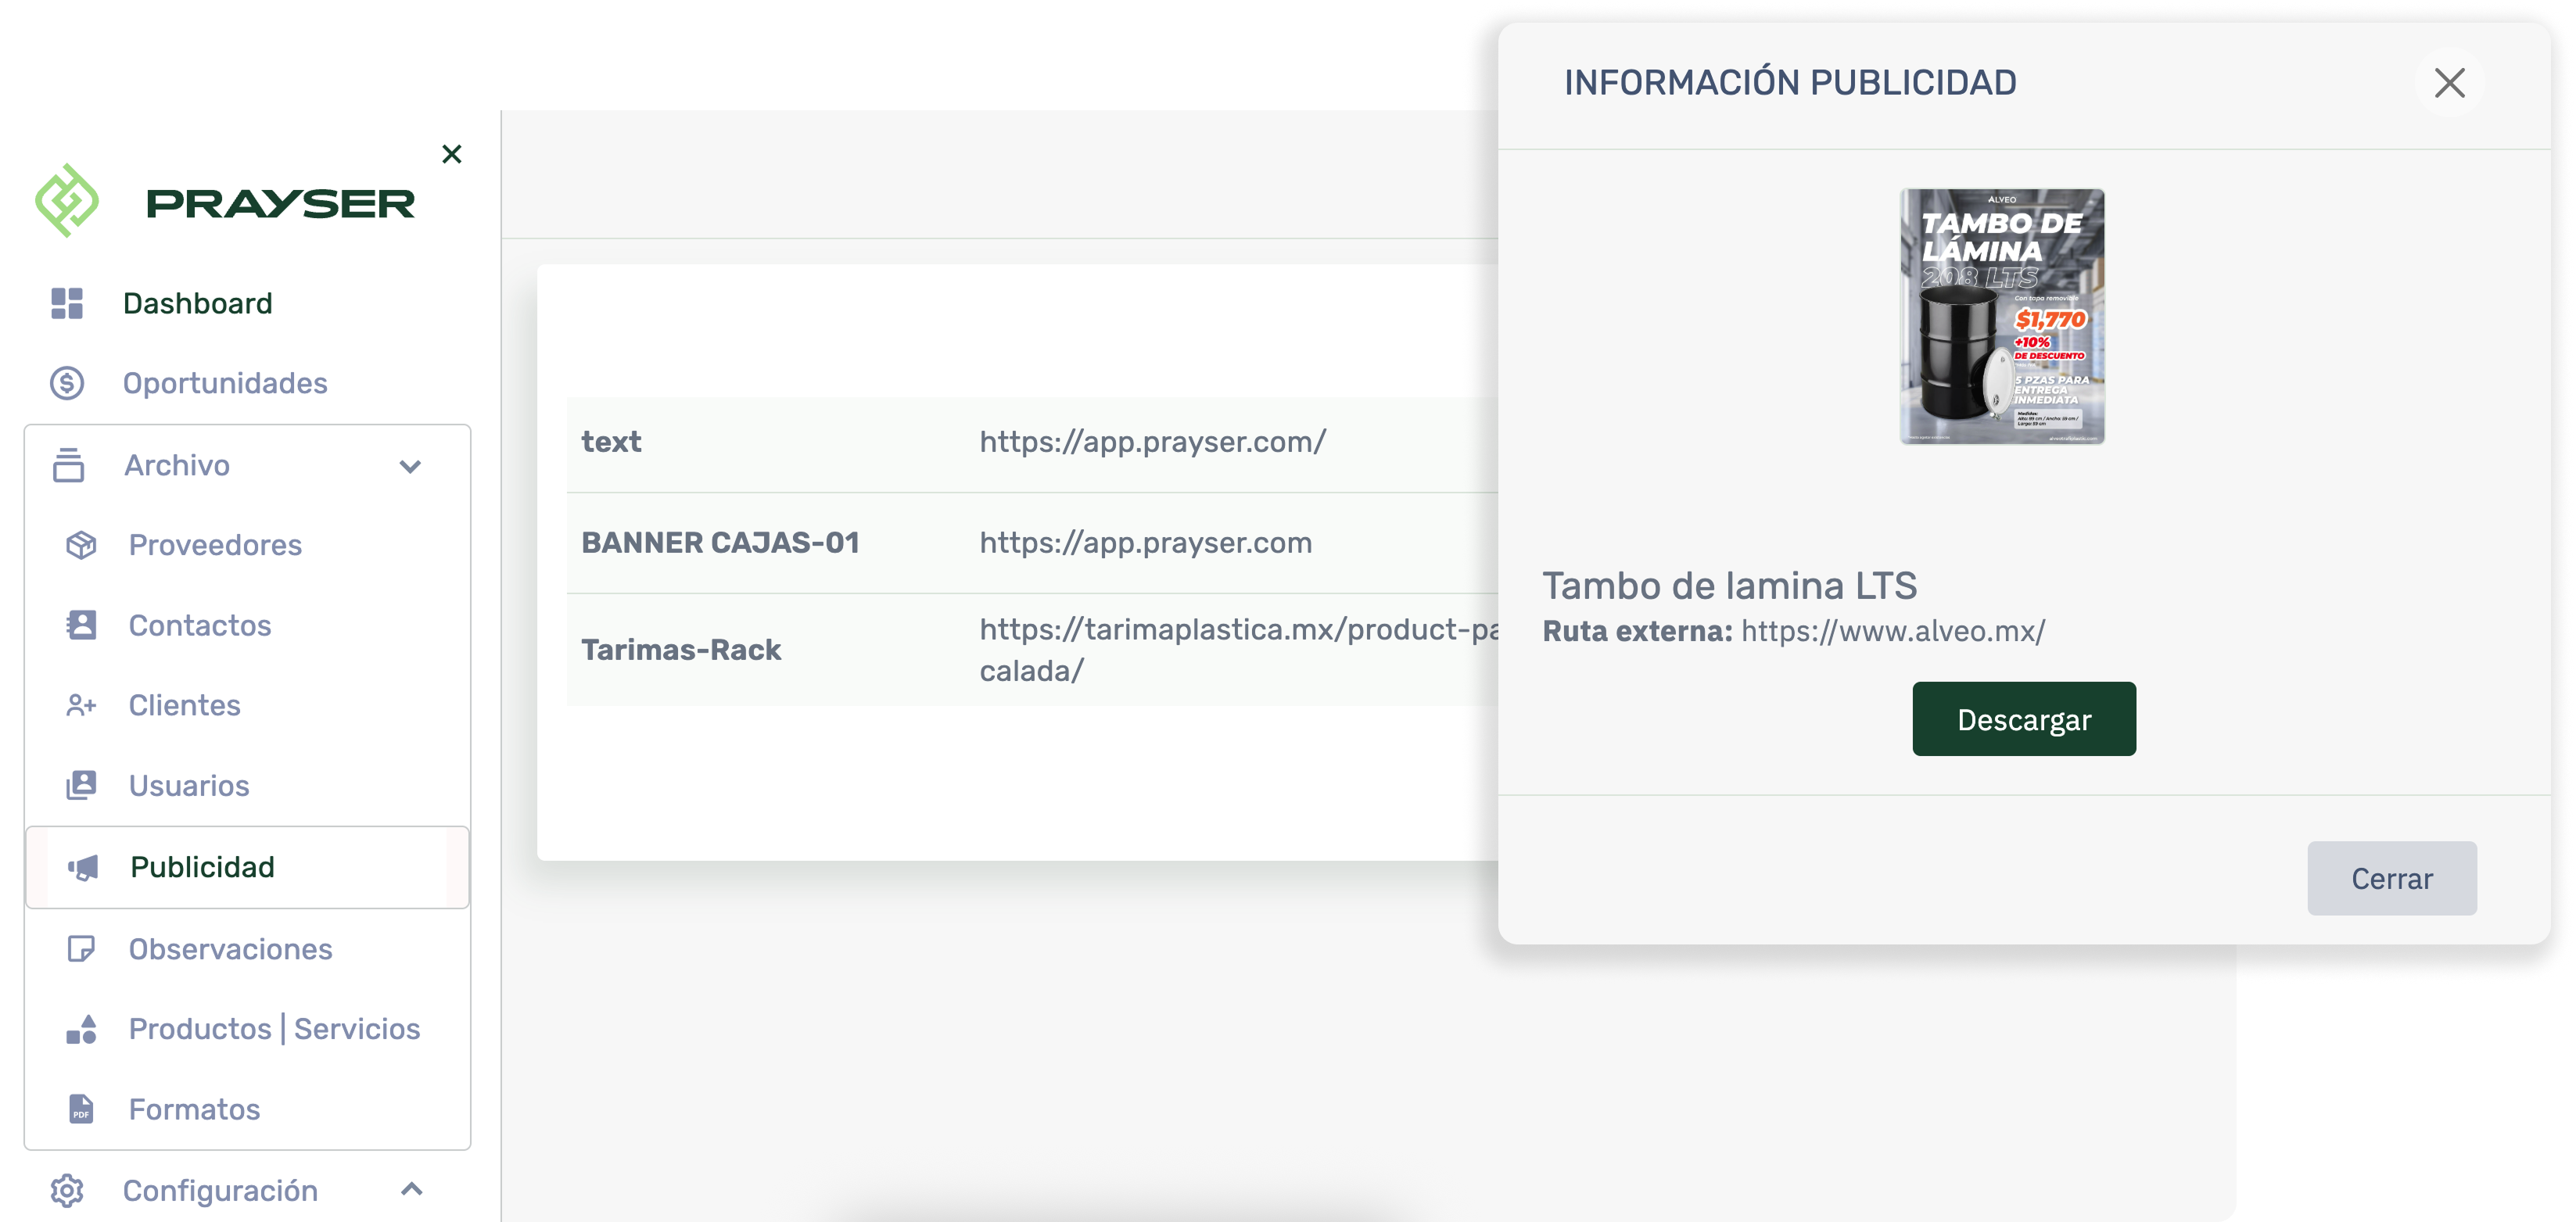 PRAYSER
Dashboard
Oportunidades
Archivo
Proveedores
Contactos
Clientes
Usuarios
Publicidad
Observaciones
Productos | Servicios
PDF
Formatos
Configuración
text
https://app.prayser.com/
BANNER CAJAS-01
https://app.prayser.com
Tarimas-Rack
https://tarimaplastica.mx/product-pa
calada/
INFORMACIÓN PUBLICIDAD
ALVEO
TAMBO DE
LÁMINA
208 LTS
Con tapa removible
$1,770
+10%
DE DESCUENTO
5 PZAS PARA
ENTREGA
INMEDIATA
Medidas:
Tambo de lamina LTS
Ruta externa: https://www.alveo.mx/
Descargar
Cerrar